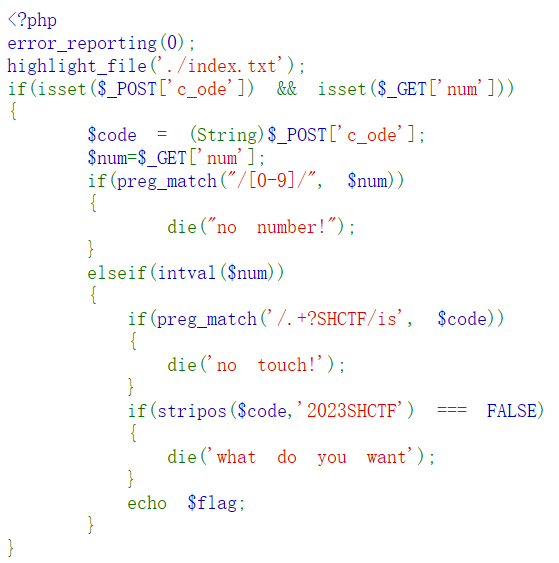 <?php
error_reporting(0);
highlight_file('./index.txt');
if(isset($_POST['c_ode']) && isset($_GET['num']))
{
$code = (String)$_POST['c_ode'];
$num=$_GET['num'];
if(preg_match("/[0-9]/", $num))
{
die("no number!");
}
elseif(intval($num))
{
if(preg_match('/.+?SHCTF/is', $code))
{
die('no touch!');
}
if(stripos($code,'2023SHCTF') === FALSE)
{
die('what do you want');
}
echo $flag;
}
}